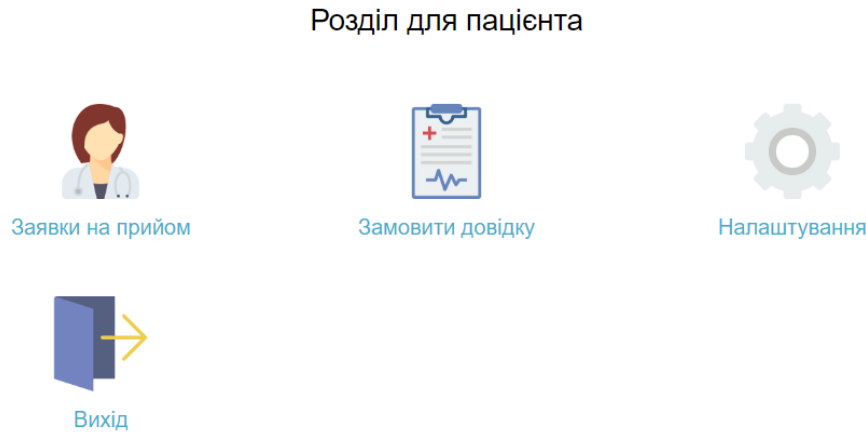 Розділ для пацієнта
Заявки на прийом
Замовити довідку
Налаштування
Вихід